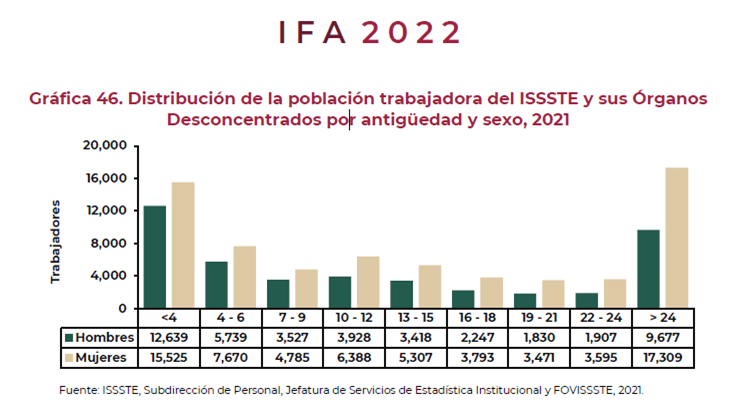 IFA 2022
Gráfica 46. Distribución de la población trabajadora del ISSSTE y sus Órganos
Desconcentrados por antigüedad y sexo, 2021
Trabajadores
20,000
16,000
12,000
8,000
4,000
0
<4 4 - 6 7 - 9 10 - 12 13 - 15 16 - 18 19 - 21 22 - 24 > 24
Hombres 12,639 5,739 3,527 3,928 3,418 2,247 1,830 1,907 9,677
Mujeres 15,525 7,670 4,785 6,388 5,307 3,793 3,471 3,595 17,309
Fuente: ISSSTE, Subdirección de Personal, Jefatura de Servicios de Estadística Institucional y FOVISSSTE, 2021.